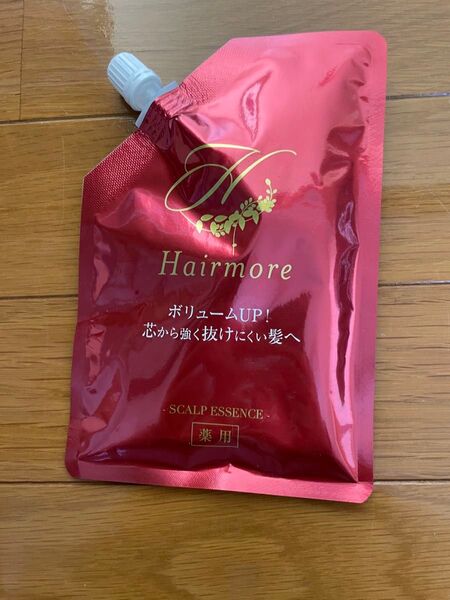 H
Hairmore
ボリュームUP!
芯から強く抜けにくい髪へ
- SCALP ESSENCE -
薬用